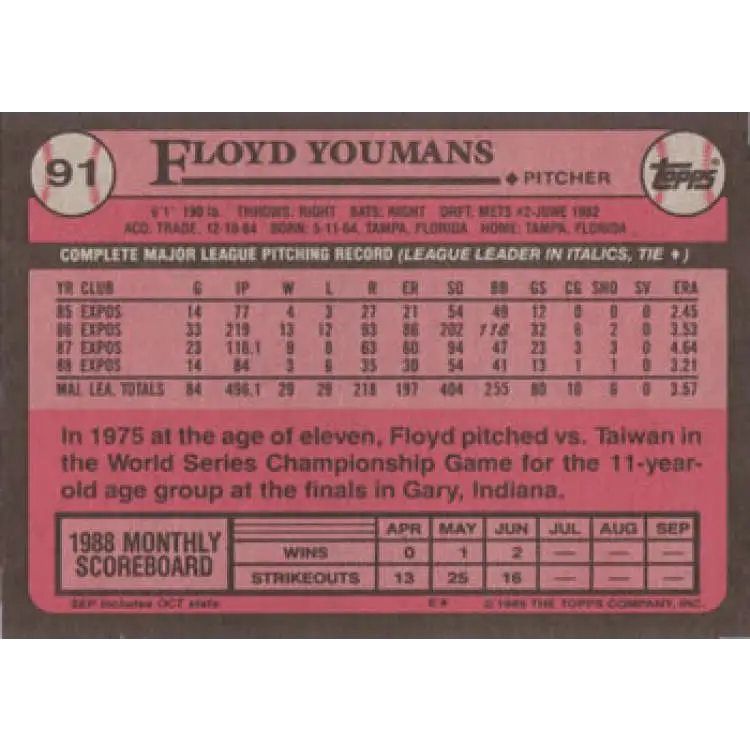 91
FLOYD YOUMANS
◆ PITCHER
Topps
6'1" 190 lb. THROWS: RIGHT BATS: RIGHT DRFT: METS #2-JUNE 1982
ACQ. TRADE, 12-10-84 BORN: 5-11-64, TAMPA, FLORIDA HOME: TAMPA, FLORIDA
COMPLETE MAJOR LEAGUE PITCHING RECORD (LEAGUE LEADER IN ITALICS, TIE ♦)
YR CLUB G IP W L R ER SO BB GS CG SHO SV ERA
85 EXPOS 14 77 4 3 27 21 54 49 12 0 0 0 2.45
86 EXPOS 33 219 13 12 93 86 202 118 32 6 2 0 3.53
87 EXPOS 23 116.1 9 8 63 60 94 47 23 3 3 0 4.64
88 EXPOS 14 84 3 6 35 30 54 41 13 1 1 0 3.21
MAJ. LEA. TOTALS 84 496.1 29 29 218 197 404 255 80 10 6 0 3.57
In 1975 at the age of eleven, Floyd pitched vs. Taiwan in
the World Series Championship Game for the 11-year-
old age group at the finals in Gary, Indiana.
1988 MONTHLY
SCOREBOARD
APR MAY JUN JUL AUG SEP
WINS 0 1 2 — — —
STRIKEOUTS 13 25 16 — — —
SEP includes OCT stats
E* © 1989 THE TOPPS COMPANY, INC.